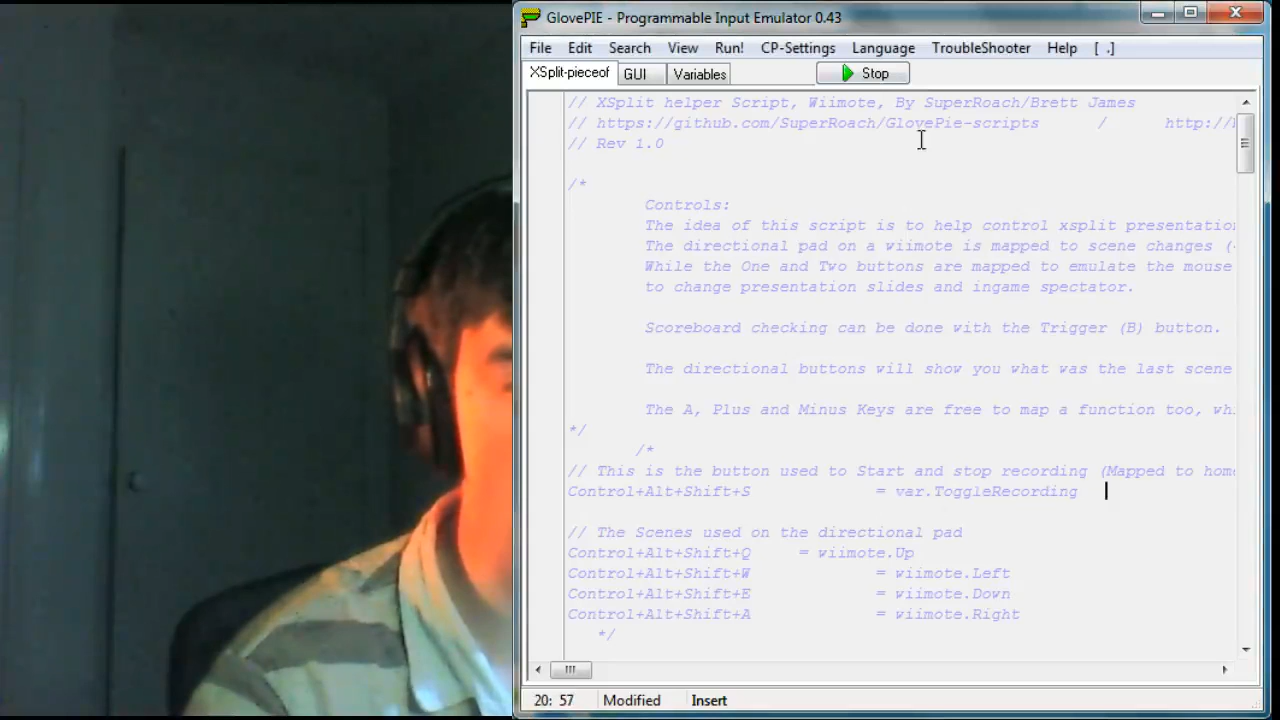 GlovePIE - Programmable Input Emulator 0.43
File Edit Search View Run! CP-Settings Language TroubleShooter Help [ .]
XSplit-pieceof GUI Variables Stop
// XSplit helper Script, Wiimote, By SuperRoach/Brett James
// https://github.com/SuperRoach/GlovePie-scripts / http://
// Rev 1.0
/*
Controls:
The idea of this script is to help control xsplit presentatio
The directional pad on a wiimote is mapped to scene changes (
While the One and Two buttons are mapped to emulate the mouse
to change presentation slides and ingame spectator.
Scoreboard checking can be done with the Trigger (B) button.
The directional buttons will show you what was the last scene
The A, Plus and Minus Keys are free to map a function too, whi
*/
/*
// This is the button used to Start and stop recording (Mapped to hom
Control+Alt+Shift+S = var.ToggleRecording
// The Scenes used on the directional pad
Control+Alt+Shift+Q = wiimote.Up
Control+Alt+Shift+W = wiimote.Left
Control+Alt+Shift+E = wiimote.Down
Control+Alt+Shift+A = wiimote.Right
*/
20: 57 Modified Insert